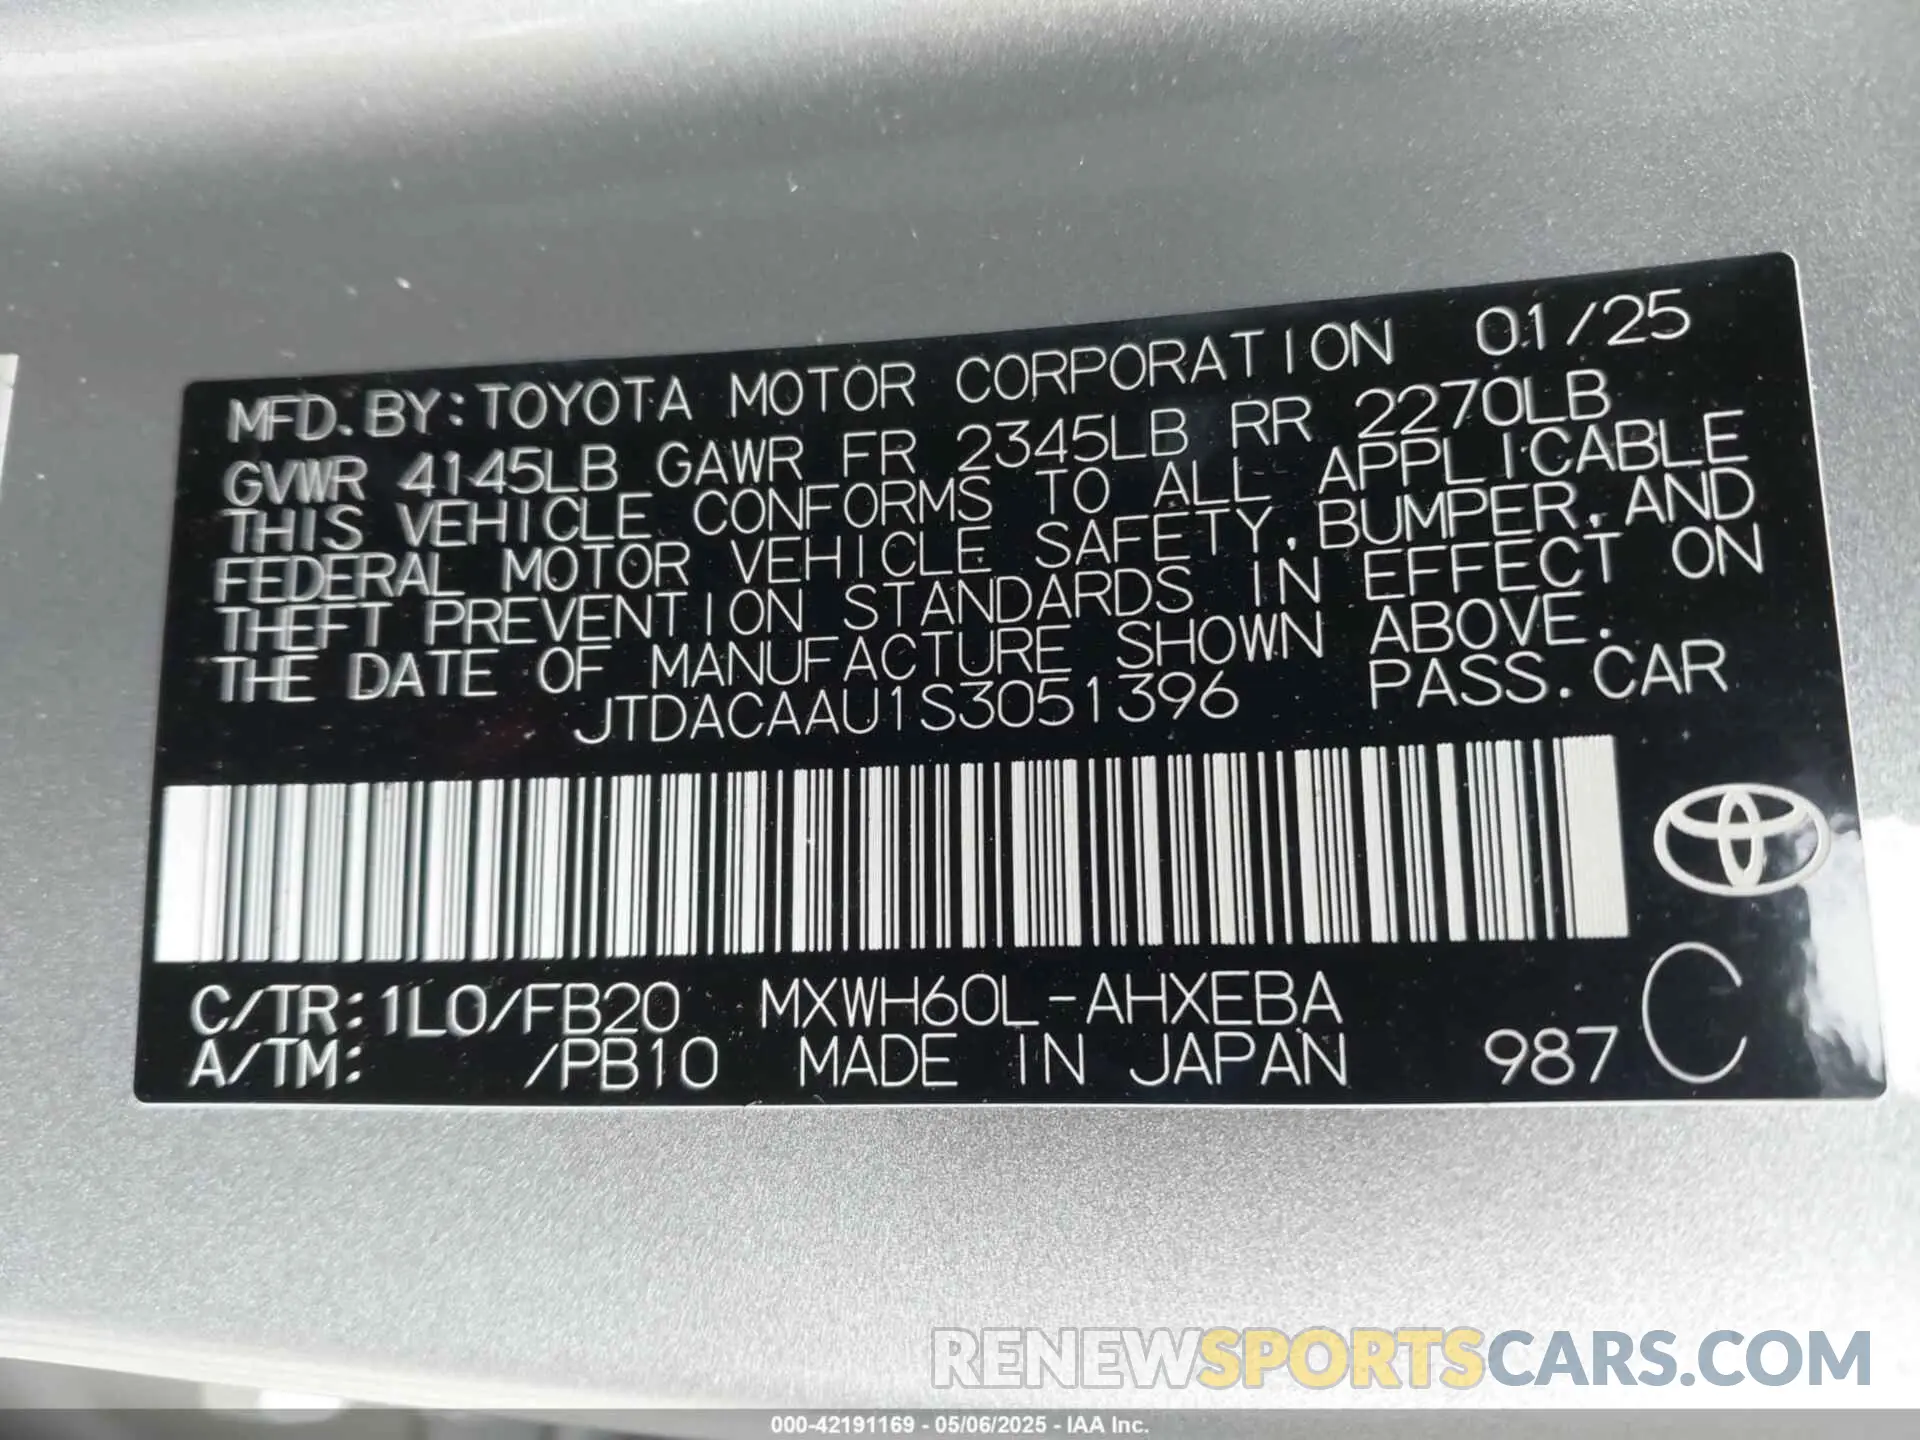 MFD. BY: TOYOTA MOTOR CORPORATION 01/25
GVWR 4145LB GAWR FR 2345LB RR 2270LB
THIS VEHICLE CONFORMS TO ALL APPLICABLE
FEDERAL MOTOR VEHICLE SAFETY, BUMPER, AND
THEFT PREVENTION STANDARDS IN EFFECT ON
THE DATE OF MANUFACTURE SHOWN ABOVE.
JTDACAAU1S3051396 PASS. CAR
C/TR: 1L0/FB20 MXWH60L-AHXEBA
A/TM: /PB10 MADE IN JAPAN 987 C
RENEWSPORTSCARS.COM
000-42191169 - 05/06/2025 - IAA Inc.